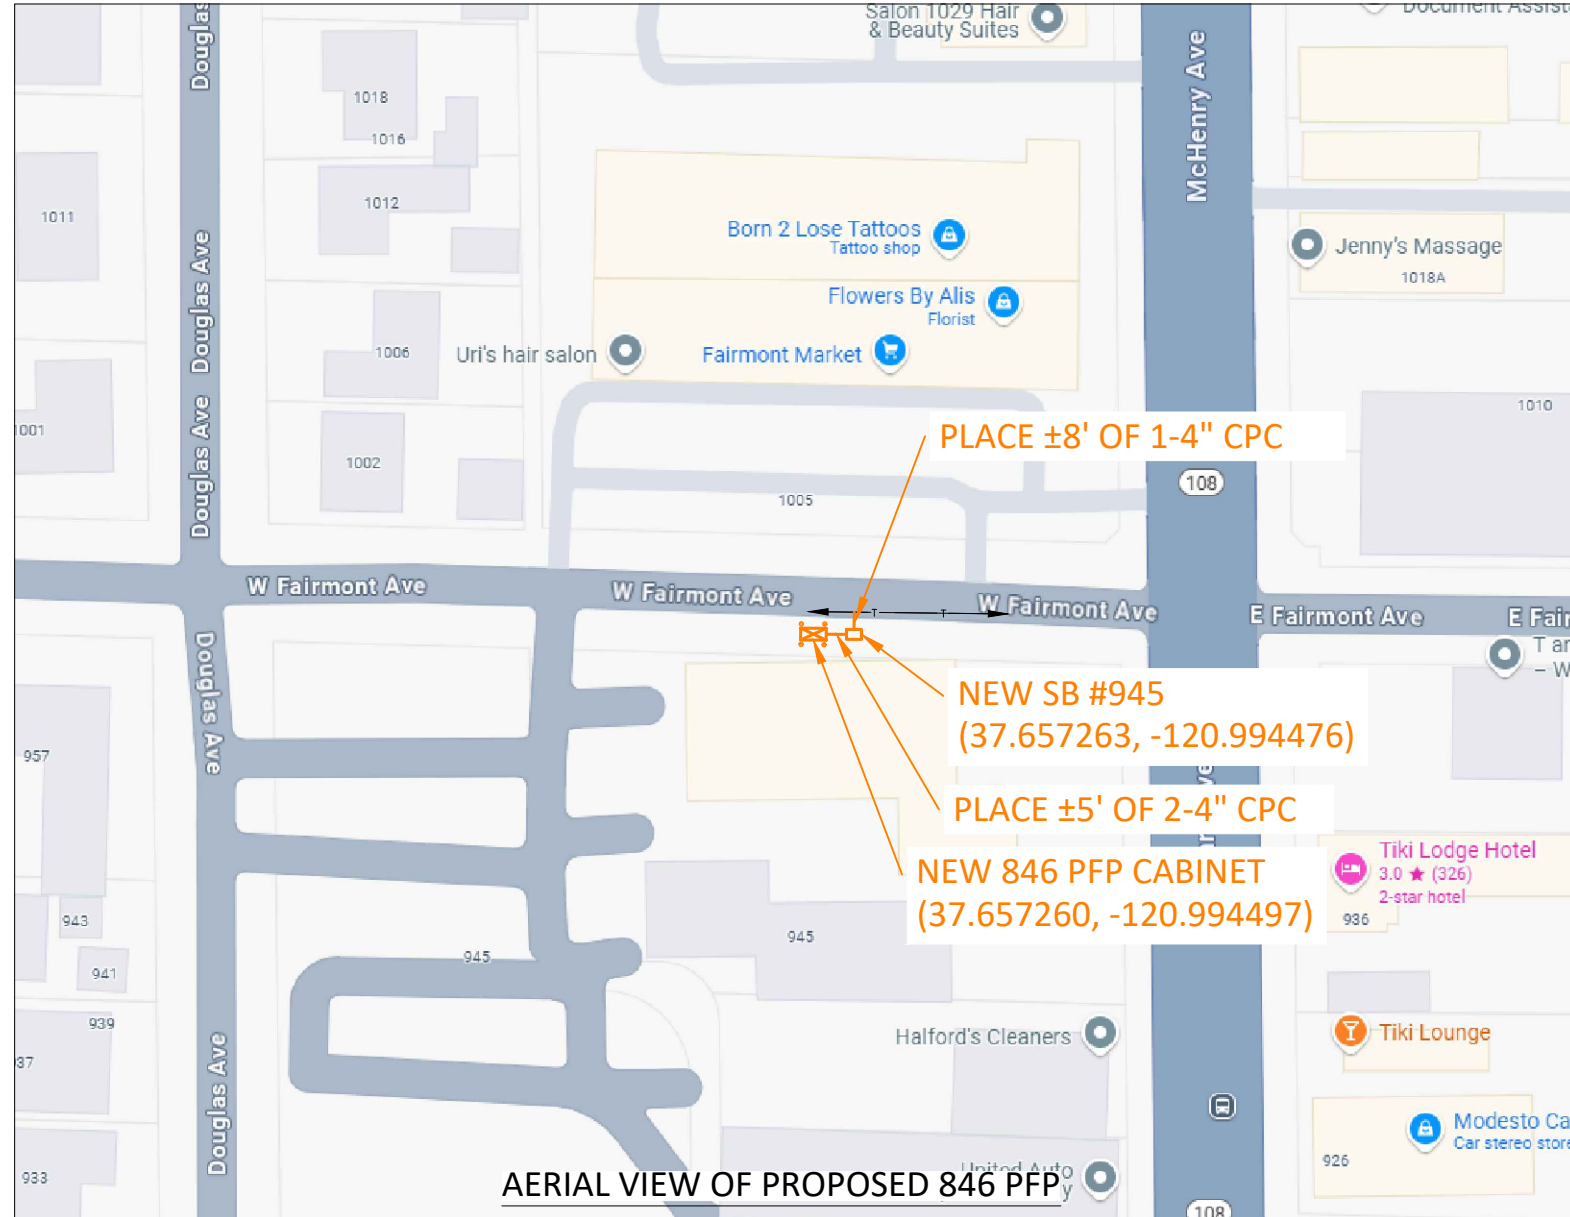 Douglas
Salon 1029 Hair
& Beauty Suites
McHenry Ave
1018
1016
1011
1012
Born 2 Lose Tattoos
Tattoo shop
Jenny's Massage
1018A
Douglas Ave
Flowers By Alis
Florist
1006
Uri's hair salon
Fairmont Market
1010
1001
Douglas Ave
PLACE ±8' OF 1-4" CPC
1002
108
1005
W Fairmont Ave
W Fairmont Ave
T
T
W Fairmont Ave
E Fairmont Ave
Douglas Ave
NEW SB #945
(37.657263, -120.994476)
957
PLACE ±5' OF 2-4" CPC
NEW 846 PFP CABINET
(37.657260, -120.994497)
Tiki Lodge Hotel
3.0 ★ (326)
2-star hotel
936
943
945
945
941
939
Halford's Cleaners
Tiki Lounge
37
Douglas Ave
Modesto Ca
Car stereo store
926
933
United Auto
AERIAL VIEW OF PROPOSED 846 PFP
108